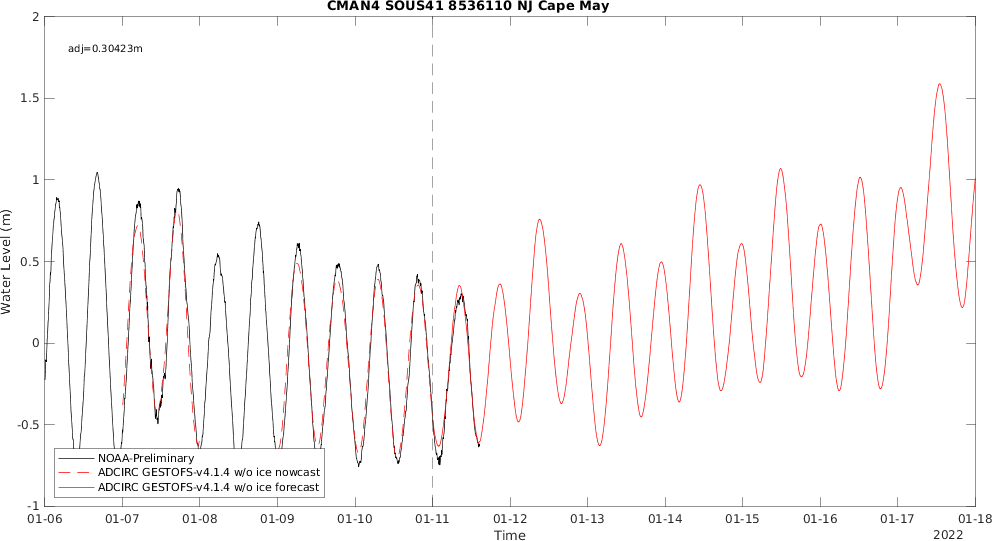 CMAN4 SOUS41 8536110 NJ Cape May
adj=0.30423m
2
1.5
1
0.5
0
-0.5
-1
Water Level (m)
NOAA-Preliminary
ADCIRC GESTOFS-v4.1.4 w/o ice nowcast
ADCIRC GESTOFS-v4.1.4 w/o ice forecast
01-06 01-07 01-08 01-09 01-10 01-11 01-12 01-13 01-14 01-15 01-16 01-17 01-18
Time
2022